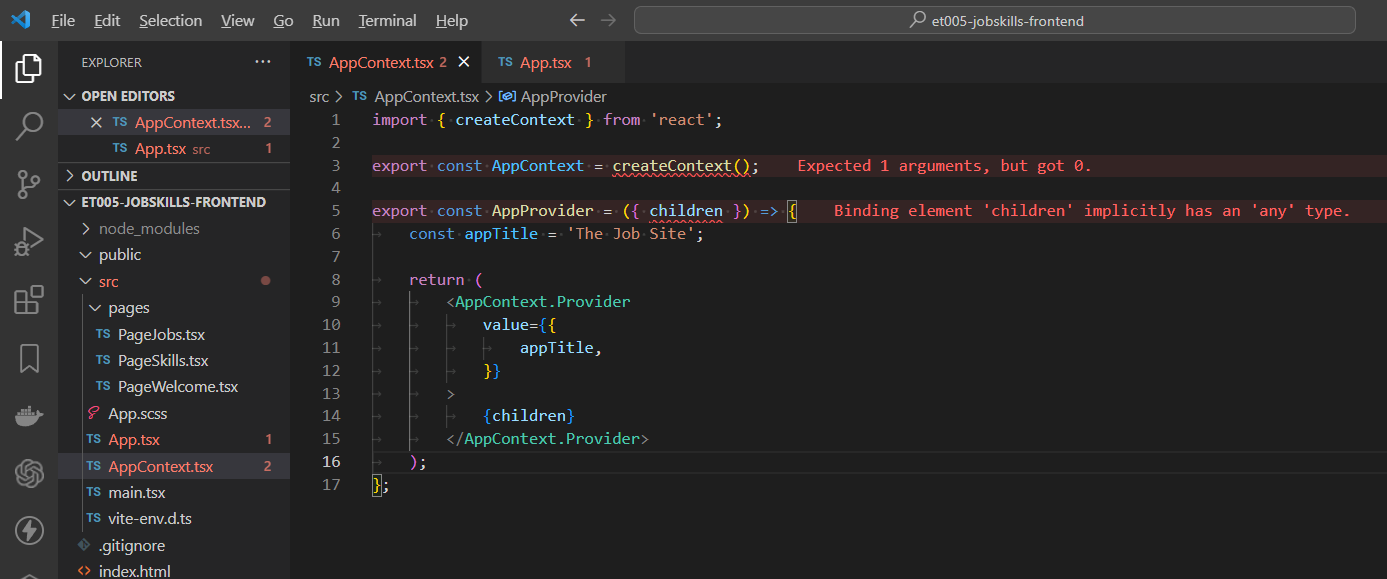 File Edit Selection View Go Run Terminal Help
et005-jobskills-frontend
EXPLORER ...
OPEN EDITORS
TS AppContext.tsx... 2
TS App.tsx src 1
OUTLINE
ET005-JOBSKILLS-FRONTEND
node_modules
public
src
pages
TS PageJobs.tsx
TS PageSkills.tsx
TS PageWelcome.tsx
App.scss
TS App.tsx 1
TS AppContext.tsx 2
TS main.tsx
TS vite-env.d.ts
.gitignore
<> index.html
TS AppContext.tsx 2 TS App.tsx 1
src > TS AppContext.tsx > AppProvider
1 import { createContext } from 'react';
2
3 export const AppContext = createContext(); Expected 1 arguments, but got 0.
4
5 export const AppProvider = ({ children }) => { Binding element 'children' implicitly has an 'any' type.
6 const appTitle = 'The Job Site';
7
8 return (
9 <AppContext.Provider
10 value={{
11 appTitle,
12 }}
13 >
14 {children}
15 </AppContext.Provider>
16 );
17 };